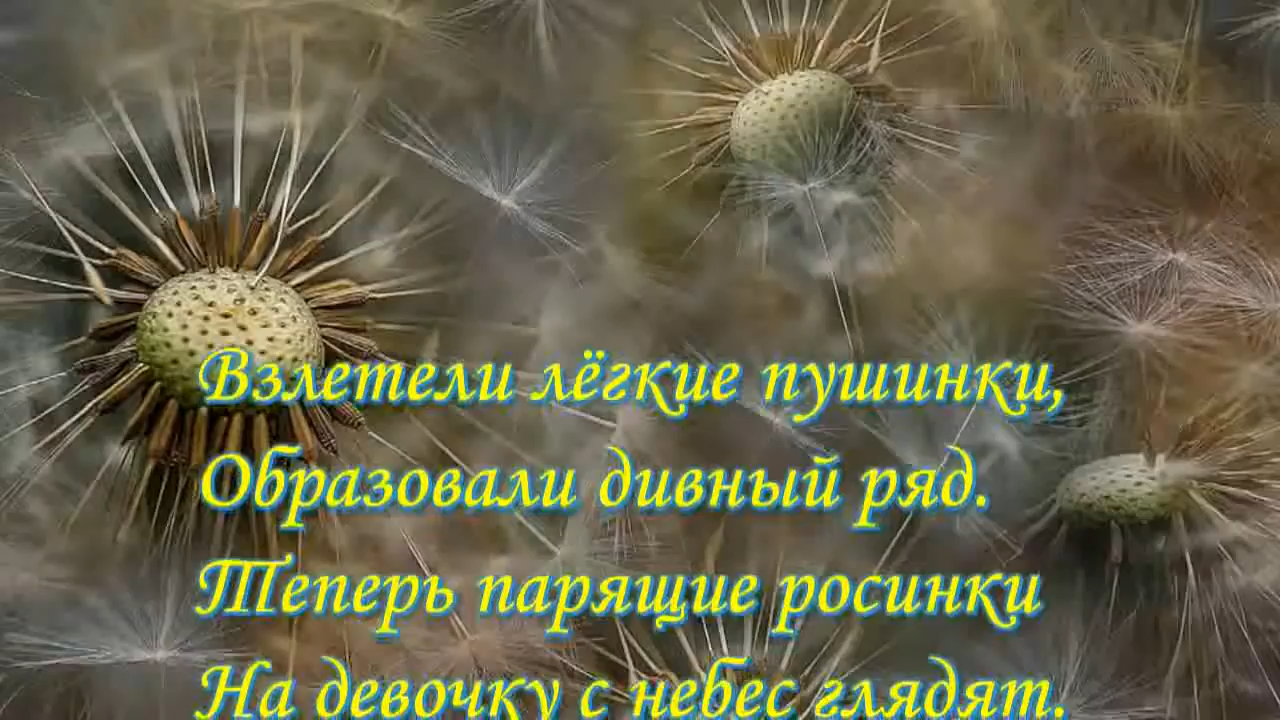 Взлетели лёгкие пушинки,
Образовали дивный ряд.
Теперь парящие росинки
На девочку с небес глядят.